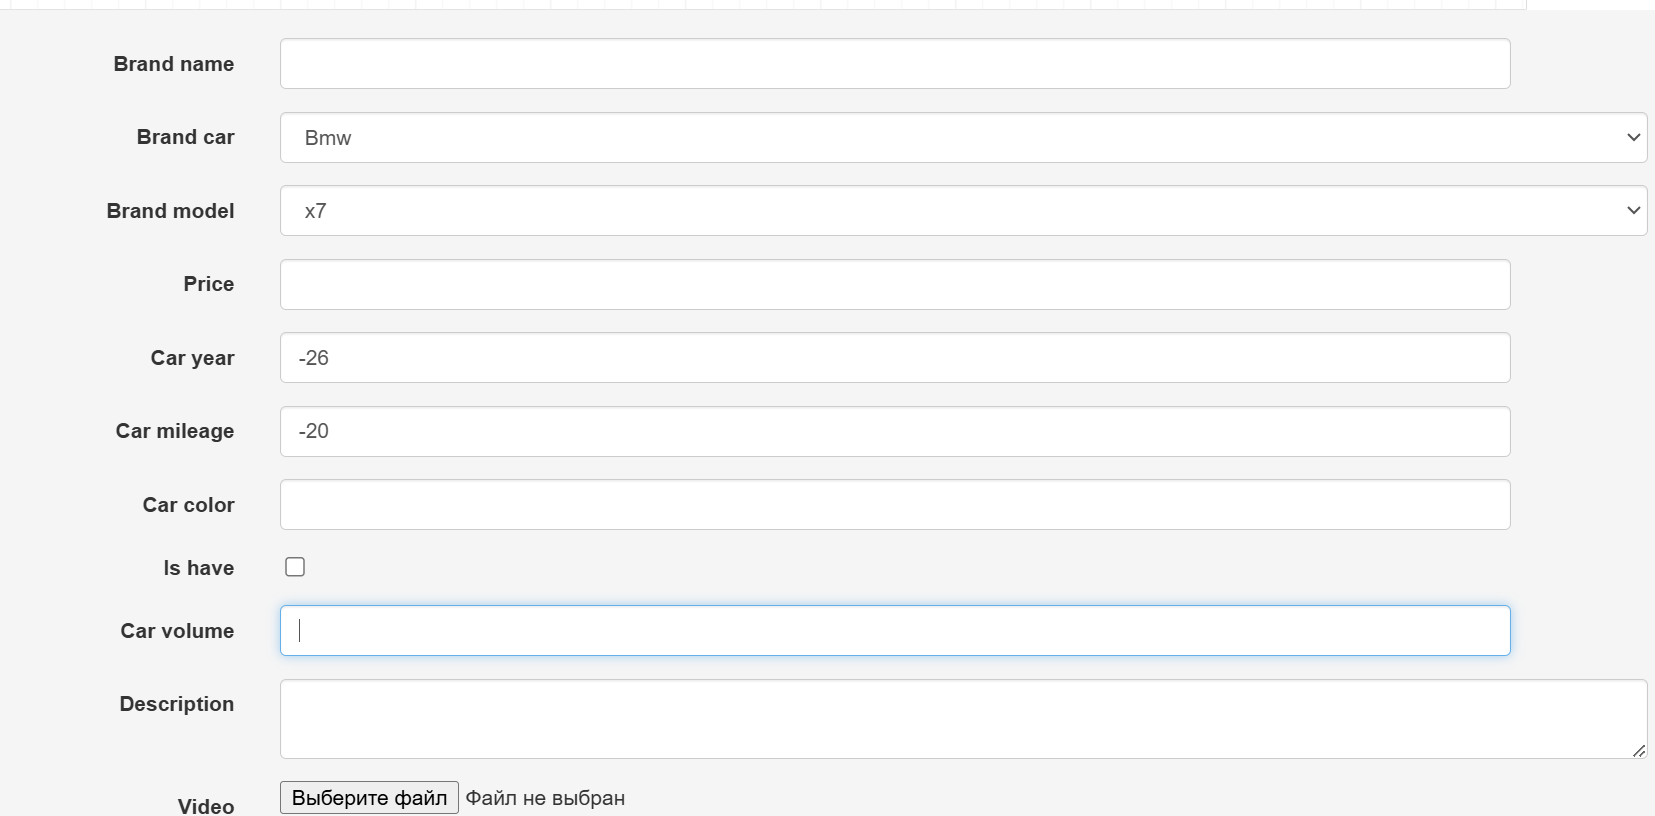 Brand name
Brand car Bmw
Brand model x7
Price
Car year -26
Car mileage -20
Car color
Is have
Car volume
Description
Video Выберите файл Файл не выбран